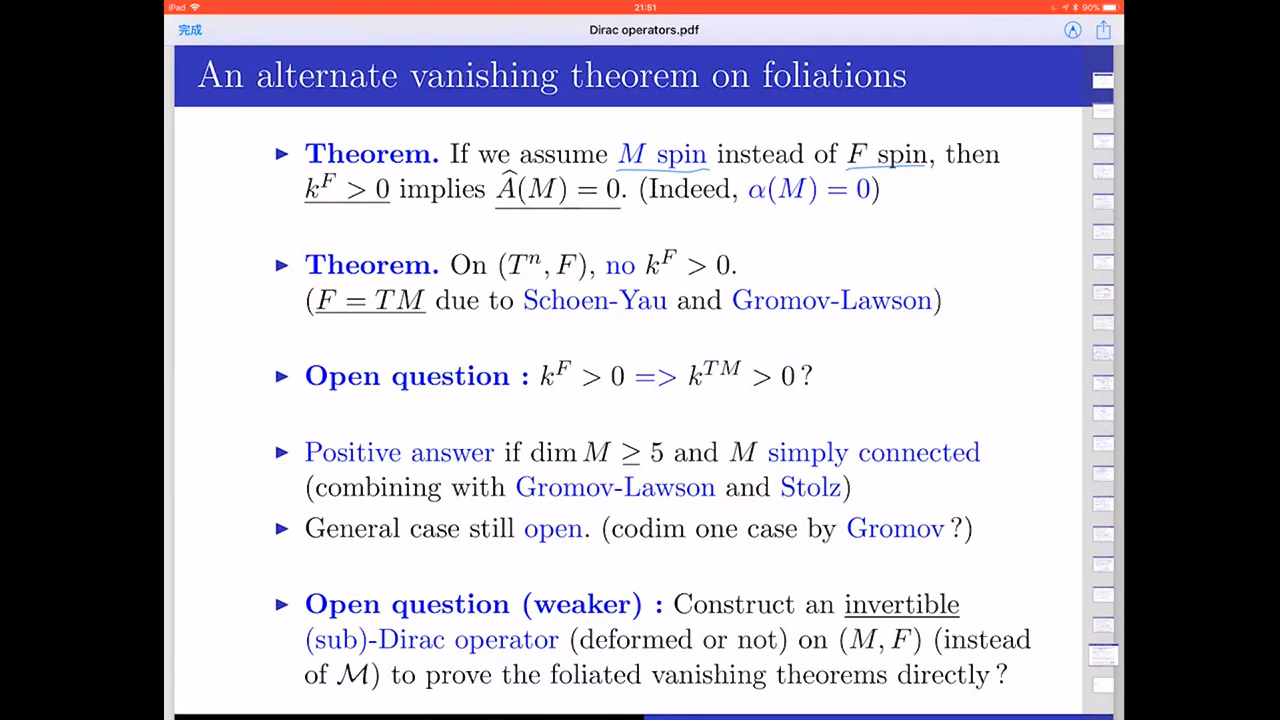 iPad
21:51
90%
完成
Dirac operators.pdf
An alternate vanishing theorem on foliations
Theorem. If we assume M spin instead of F spin, then
k^F > 0 implies Â(M) = 0. (Indeed, α(M) = 0)
Theorem. On (T^n, F), no k^F > 0.
(F = TM due to Schoen-Yau and Gromov-Lawson)
Open question : k^F > 0 => k^{TM} > 0 ?
Positive answer if dim M ≥ 5 and M simply connected
(combining with Gromov-Lawson and Stolz)
General case still open. (codim one case by Gromov ?)
Open question (weaker) : Construct an invertible
(sub)-Dirac operator (deformed or not) on (M, F) (instead
of ℳ) to prove the foliated vanishing theorems directly ?